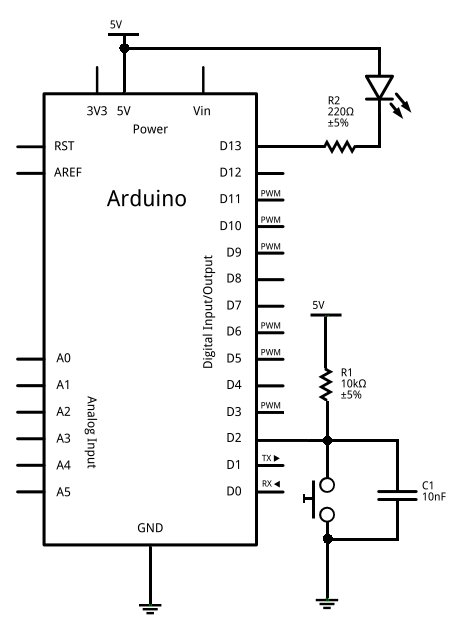 5V
3V3 5V Vin
Power
R2
220Ω
±5%
RST
D13
AREF
D12
Arduino
D11 PWM
D10 PWM
D9 PWM
D8
Digital Input/Output
D7
5V
D6 PWM
A0
D5 PWM
R1
10kΩ
±5%
A1
D4
A2
D3 PWM
Analog Input
A3
D2
A4
D1 TX ►
A5
D0 RX ◄
C1
10nF
GND